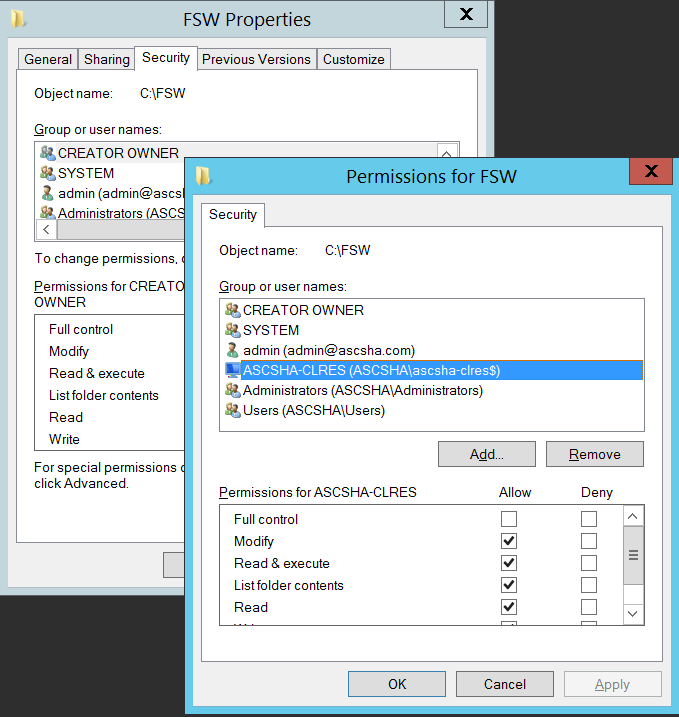 FSW Properties
General
Sharing
Security
Previous Versions
Customize
Object name: C:\FSW
Group or user names:
CREATOR OWNER
SYSTEM
admin (admin@ascsl
Administrators (ASCS
To change permissions,
Permissions for CREATO
OWNER
Full control
Modify
Read & execute
List folder contents
Read
Write
For special permissions
click Advanced.
Permissions for FSW
Security
Object name: C:\FSW
Group or user names:
CREATOR OWNER
SYSTEM
admin (admin@ascsha.com)
ASCSHA-CLRES (ASCSHA\ascsha-clres$)
Administrators (ASCSHA\Administrators)
Users (ASCSHA\Users)
Add...
Remove
Permissions for ASCSHA-CLRES Allow Deny
Full control
Modify
Read & execute
List folder contents
Read
OK
Cancel
Apply